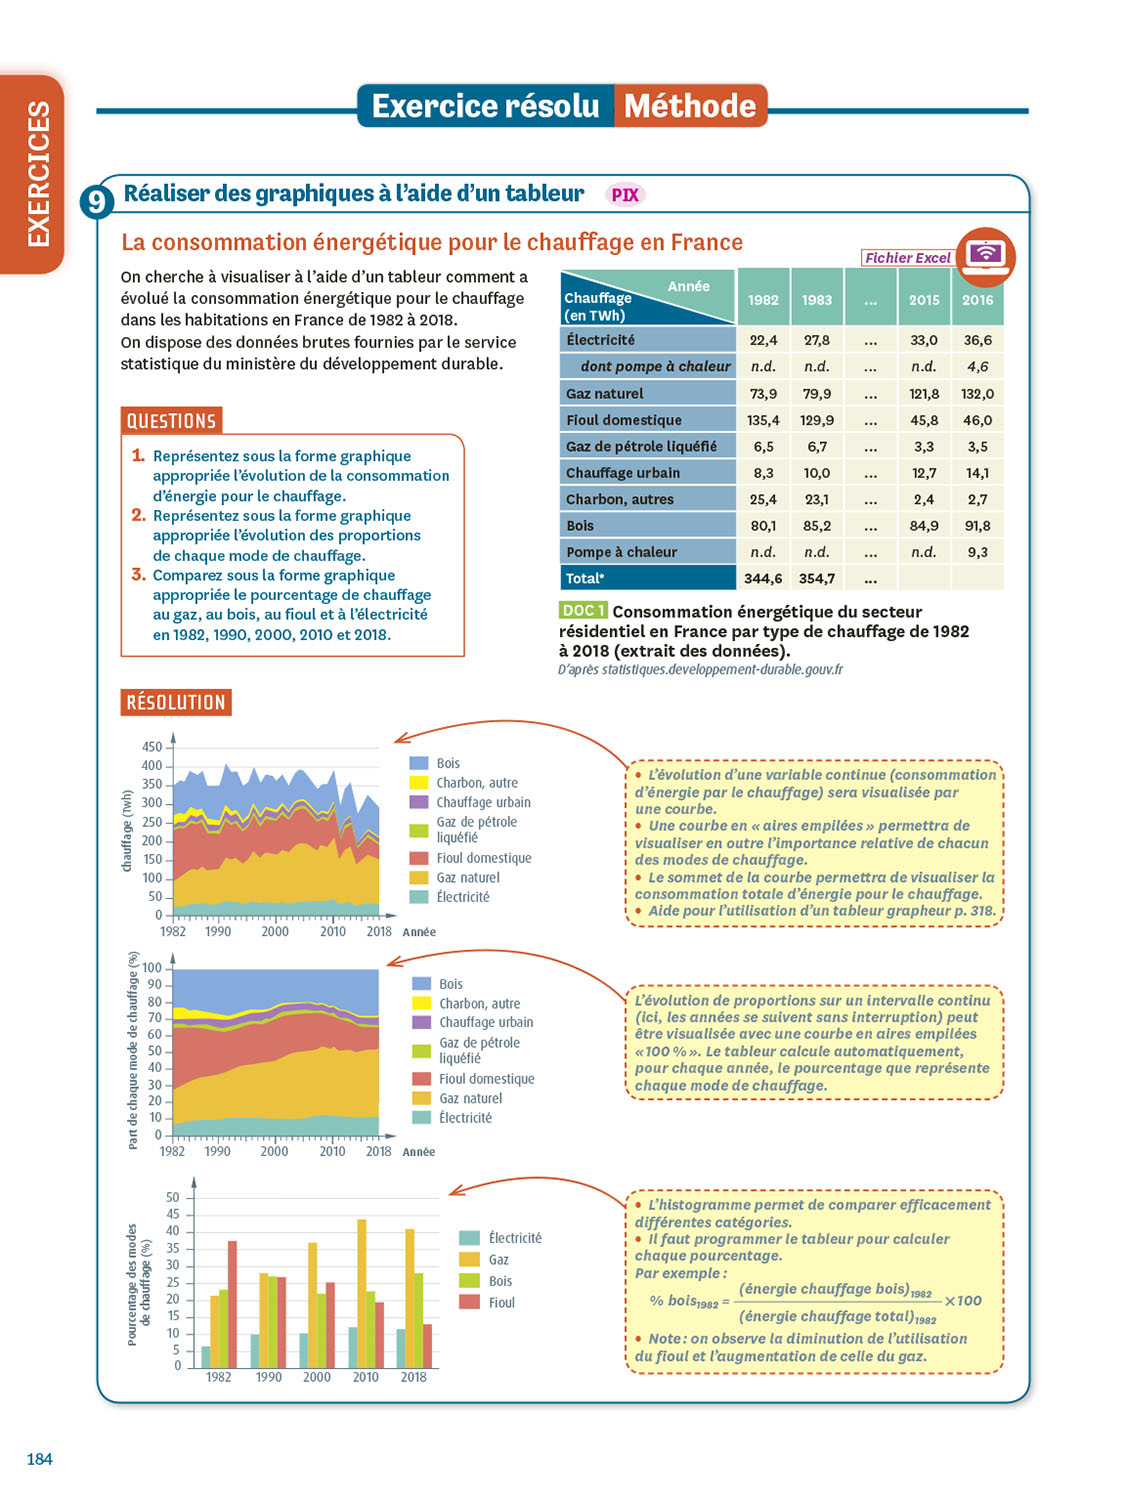 EXERCICES
Exercice résolu Méthode
9 Réaliser des graphiques à l'aide d'un tableur PIX
La consommation énergétique pour le chauffage en France
On cherche à visualiser à l'aide d'un tableur comment a
évolué la consommation énergétique pour le chauffage
dans les habitations en France de 1982 à 2018.
On dispose des données brutes fournies par le service
statistique du ministère du développement durable.
QUESTIONS
1. Représentez sous la forme graphique
appropriée l'évolution de la consommation
d'énergie pour le chauffage.
2. Représentez sous la forme graphique
appropriée l'évolution des proportions
de chaque mode de chauffage.
3. Comparez sous la forme graphique
appropriée le pourcentage de chauffage
au gaz, au bois, au fioul et à l'électricité
en 1982, 1990, 2000, 2010 et 2018.
Fichier Excel
Année
Chauffage
(en TWh)
1982 1983 ... 2015 2016
Électricité 22,4 27,8 ... 33,0 36,6
dont pompe à chaleur n.d. n.d. ... n.d. 4,6
Gaz naturel 73,9 79,9 ... 121,8 132,0
Fioul domestique 135,4 129,9 ... 45,8 46,0
Gaz de pétrole liquéfié 6,5 6,7 ... 3,3 3,5
Chauffage urbain 8,3 10,0 ... 12,7 14,1
Charbon, autres 25,4 23,1 ... 2,4 2,7
Bois 80,1 85,2 ... 84,9 91,8
Pompe à chaleur n.d. n.d. ... n.d. 9,3
Total* 344,6 354,7 ...
DOC 1 Consommation énergétique du secteur
résidentiel en France par type de chauffage de 1982
à 2018 (extrait des données).
D'après statistiques.developpement-durable.gouv.fr
RÉSOLUTION
chauffage (Twh)
450
400
350
300
250
200
150
100
50
0
1982 1990 2000 2010 2018 Année
Bois
Charbon, autre
Chauffage urbain
Gaz de pétrole
liquéfié
Fioul domestique
Gaz naturel
Électricité
• L'évolution d'une variable continue (consommation
d'énergie par le chauffage) sera visualisée par
une courbe.
• Une courbe en « aires empilées » permettra de
visualiser en outre l'importance relative de chacun
des modes de chauffage.
• Le sommet de la courbe permettra de visualiser la
consommation totale d'énergie pour le chauffage.
• Aide pour l'utilisation d'un tableur grapheur p. 318.
Part de chaque mode de chauffage (%)
100
90
80
70
60
50
40
30
20
10
0
1982 1990 2000 2010 2018 Année
Bois
Charbon, autre
Chauffage urbain
Gaz de pétrole
liquéfié
Fioul domestique
Gaz naturel
Électricité
L'évolution de proportions sur un intervalle continu
(ici, les années se suivent sans interruption) peut
être visualisée avec une courbe en aires empilées
« 100 % ». Le tableur calcule automatiquement,
pour chaque année, le pourcentage que représente
chaque mode de chauffage.
Pourcentage des modes
de chauffage (%)
50
45
40
35
30
25
20
15
10
5
0
1982 1990 2000 2010 2018
Électricité
Gaz
Bois
Fioul
• L'histogramme permet de comparer efficacement
différentes catégories.
• Il faut programmer le tableur pour calculer
chaque pourcentage.
Par exemple :
% bois1982 = (énergie chauffage bois)1982 / (énergie chauffage total)1982 × 100
• Note : on observe la diminution de l'utilisation
du fioul et l'augmentation de celle du gaz.
184